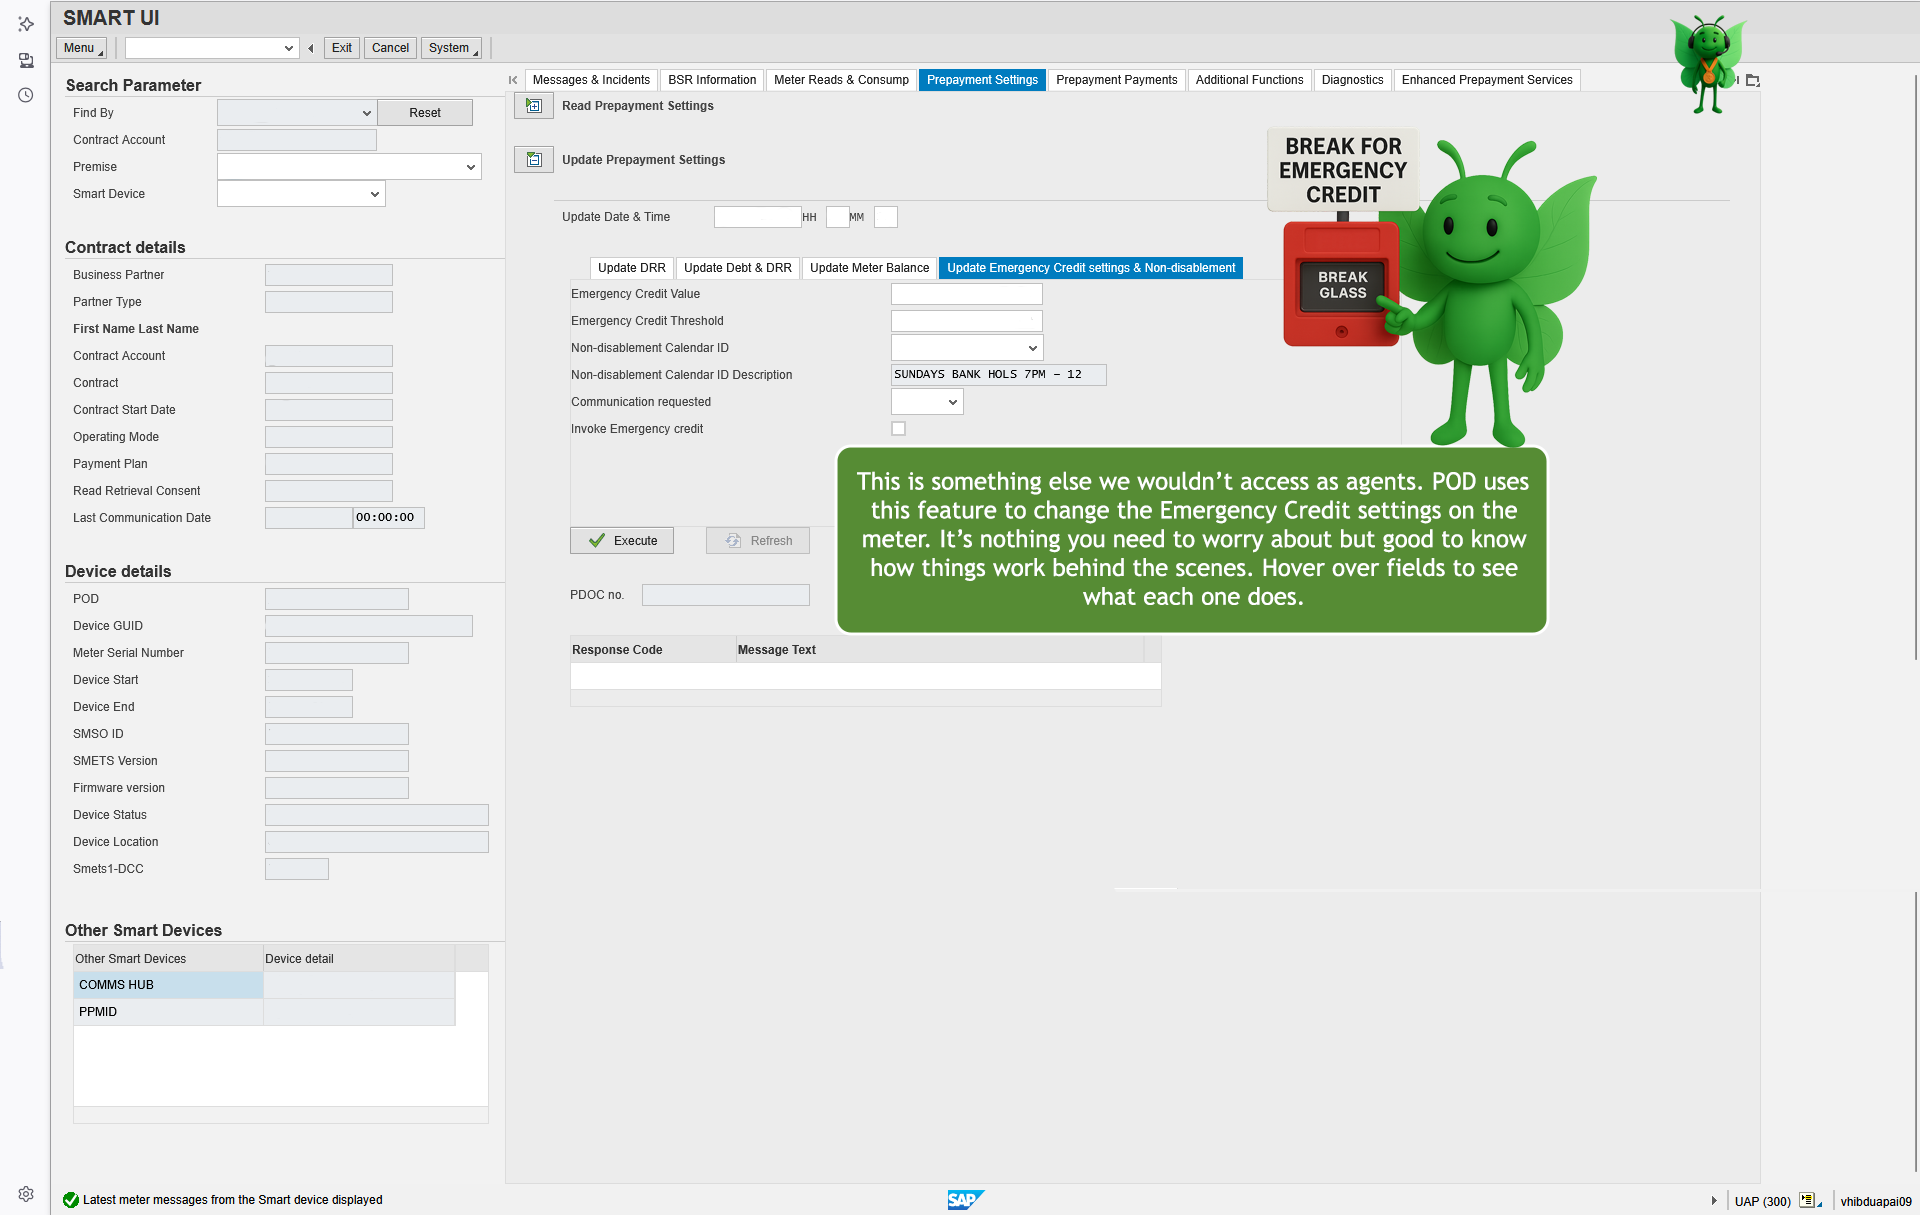 SMART UI
Menu
Exit
Cancel
System
Search Parameter
Find By
Reset
Contract Account
Premise
Smart Device
Contract details
Business Partner
Partner Type
First Name Last Name
Contract Account
Contract
Contract Start Date
Operating Mode
Payment Plan
Read Retrieval Consent
Last Communication Date
00:00:00
Device details
POD
Device GUID
Meter Serial Number
Device Start
Device End
SMSO ID
SMETS Version
Firmware version
Device Status
Device Location
Smets1-DCC
Other Smart Devices
Other Smart Devices
Device detail
COMMS HUB
PPMID
Messages & Incidents
BSR Information
Meter Reads & Consump
Prepayment Settings
Prepayment Payments
Additional Functions
Diagnostics
Enhanced Prepayment Services
Read Prepayment Settings
Update Prepayment Settings
Update Date & Time
HH
MM
Update DRR
Update Debt & DRR
Update Meter Balance
Update Emergency Credit settings & Non-disablement
Emergency Credit Value
Emergency Credit Threshold
Non-disablement Calendar ID
Non-disablement Calendar ID Description
SUNDAYS BANK HOLS 7PM – 12
Communication requested
Invoke Emergency credit
Execute
Refresh
PDOC no.
Response Code
Message Text
BREAK FOR
EMERGENCY
CREDIT
BREAK
GLASS
This is something else we wouldn’t access as agents. POD uses
this feature to change the Emergency Credit settings on the
meter. It’s nothing you need to worry about but good to know
how things work behind the scenes. Hover over fields to see
what each one does.
Latest meter messages from the Smart device displayed
SAP
UAP (300)
vhibduapai09